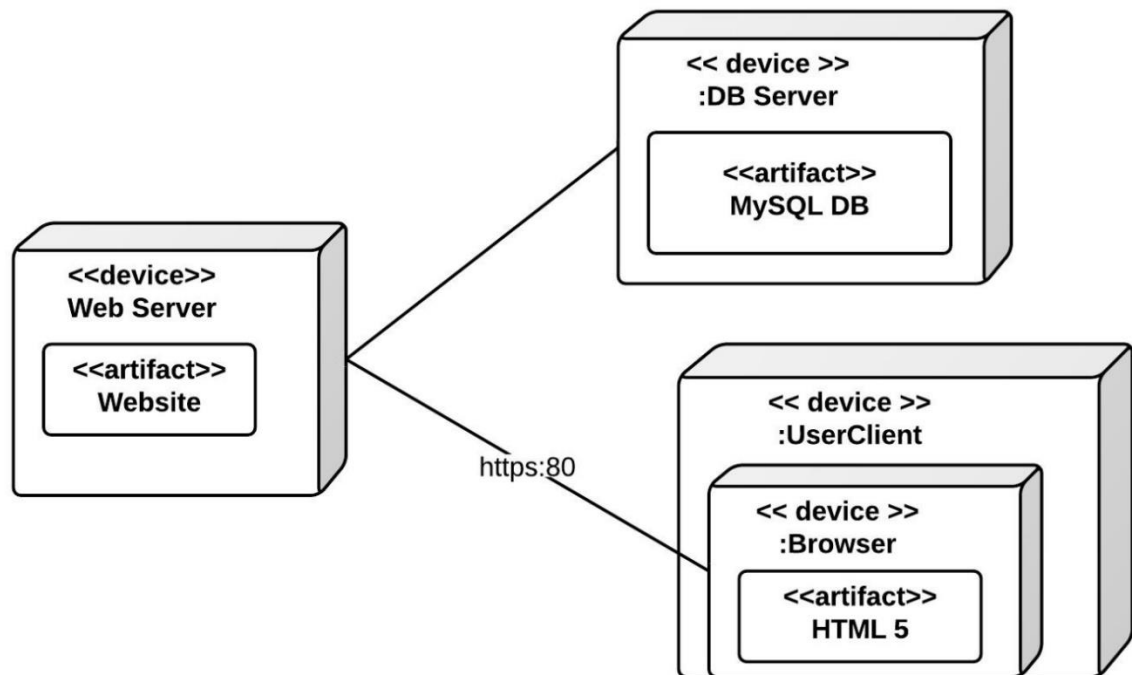 << device >>
:DB Server
<<artifact>>
MySQL DB
<<device>>
Web Server
<<artifact>>
Website
https:80
<< device >>
:UserClient
<< device >>
:Browser
<<artifact>>
HTML 5